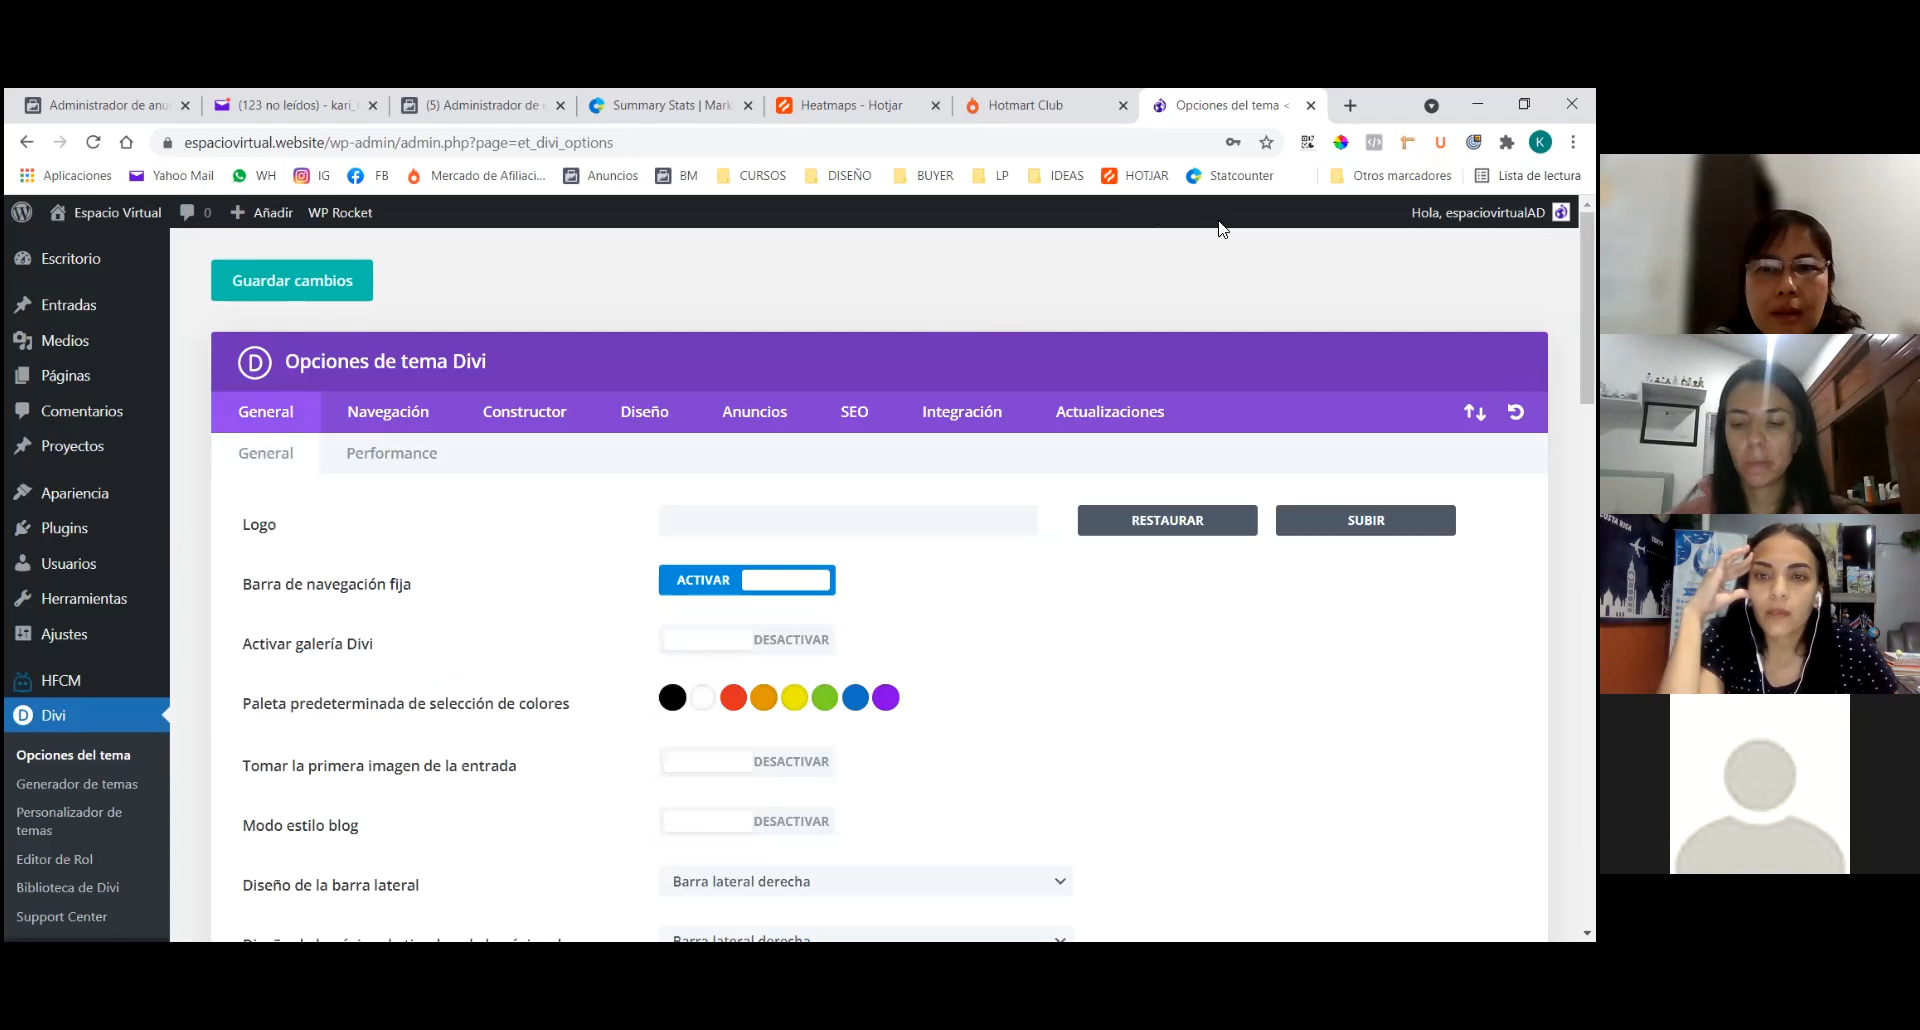 Administrador de anu
(123 no leídos) - kari_
(5) Administrador de
Summary Stats | Mark
Heatmaps - Hotjar
Hotmart Club
Opciones del tema <
espaciovirtual.website/wp-admin/admin.php?page=et_divi_options
K
Aplicaciones
Yahoo Mail
WH
IG
FB
Mercado de Afiliaci...
Anuncios
BM
CURSOS
DISEÑO
BUYER
LP
IDEAS
HOTJAR
Statcounter
Otros marcadores
Lista de lectura
Espacio Virtual
0
Añadir
WP Rocket
Hola, espaciovirtualAD
Escritorio
Entradas
Medios
Páginas
Comentarios
Proyectos
Apariencia
Plugins
Usuarios
Herramientas
Ajustes
HFCM
Divi
Opciones del tema
Generador de temas
Personalizador de
temas
Editor de Rol
Biblioteca de Divi
Support Center
Guardar cambios
D
Opciones de tema Divi
General
Navegación
Constructor
Diseño
Anuncios
SEO
Integración
Actualizaciones
General
Performance
Logo
RESTAURAR
SUBIR
Barra de navegación fija
ACTIVAR
Activar galería Divi
DESACTIVAR
Paleta predeterminada de selección de colores
Tomar la primera imagen de la entrada
DESACTIVAR
Modo estilo blog
DESACTIVAR
Diseño de la barra lateral
Barra lateral derecha
Barra lateral derecha
COSTA RICA